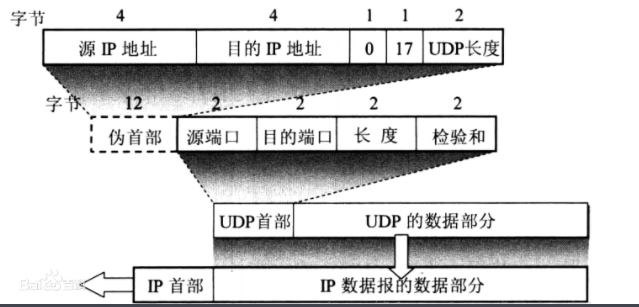 字节 4 4 1 1 2
源 IP 地址 目的 IP 地址 0 17 UDP长度
字节 12 2 2 2 2
伪首部 源端口 目的端口 长 度 检验和
UDP首部 UDP 的数据部分
IP 首部 IP 数据报的数据部分